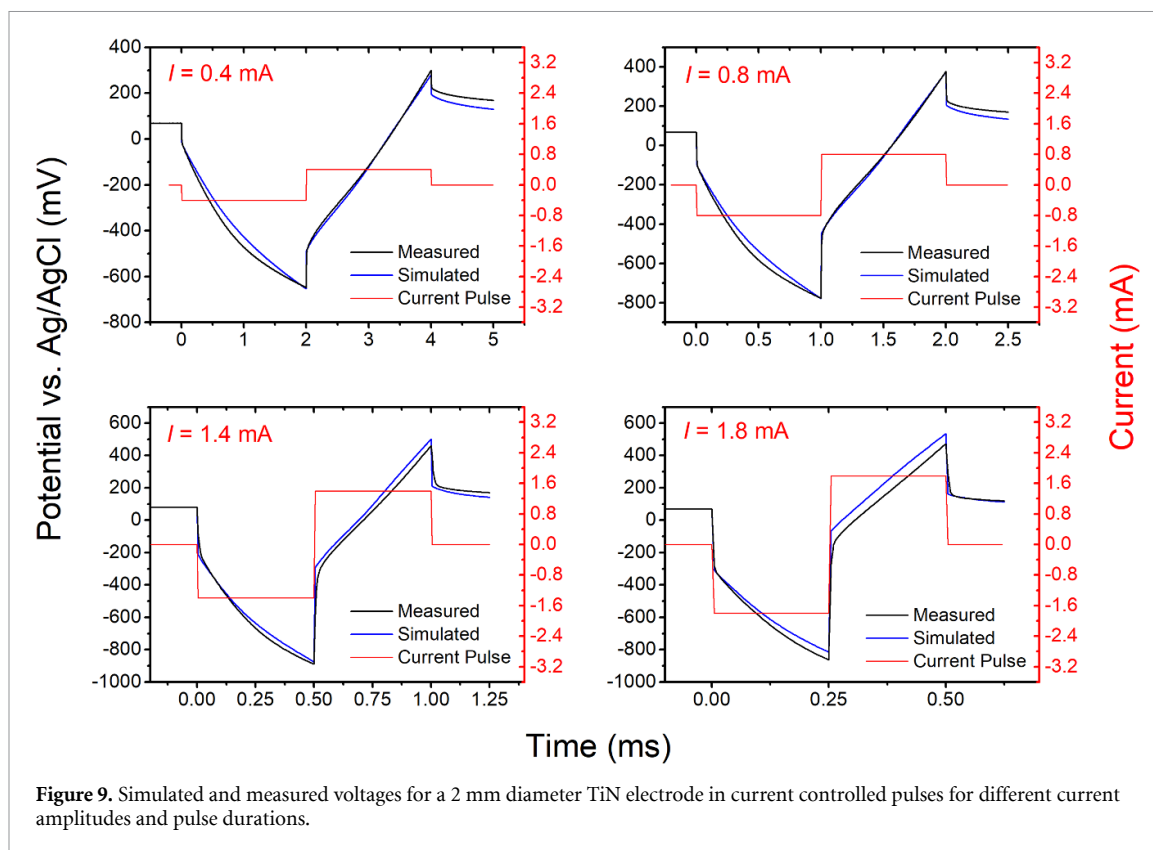 Potential vs. Ag/AgCl (mV)
I = 0.4 mA
400
200
0
-200
-400
-600
-800
0 1 2 3 4 5
3.2
2.4
1.6
0.8
0.0
-0.8
-1.6
-2.4
-3.2
Measured
Simulated
Current Pulse
I = 0.8 mA
400
200
0
-200
-400
-600
-800
0.0 0.5 1.0 1.5 2.0 2.5
3.2
2.4
1.6
0.8
0.0
-0.8
-1.6
-2.4
-3.2
Measured
Simulated
Current Pulse
Current (mA)
I = 1.4 mA
600
400
200
0
-200
-400
-600
-800
-1000
0.00 0.25 0.50 0.75 1.00 1.25
3.2
2.4
1.6
0.8
0.0
-0.8
-1.6
-2.4
-3.2
Measured
Simulated
Current Pulse
I = 1.8 mA
600
400
200
0
-200
-400
-600
-800
-1000
0.00 0.25 0.50
3.2
2.4
1.6
0.8
0.0
-0.8
-1.6
-2.4
-3.2
Measured
Simulated
Current Pulse
Time (ms)
Figure 9. Simulated and measured voltages for a 2 mm diameter TiN electrode in current controlled pulses for different current
amplitudes and pulse durations.